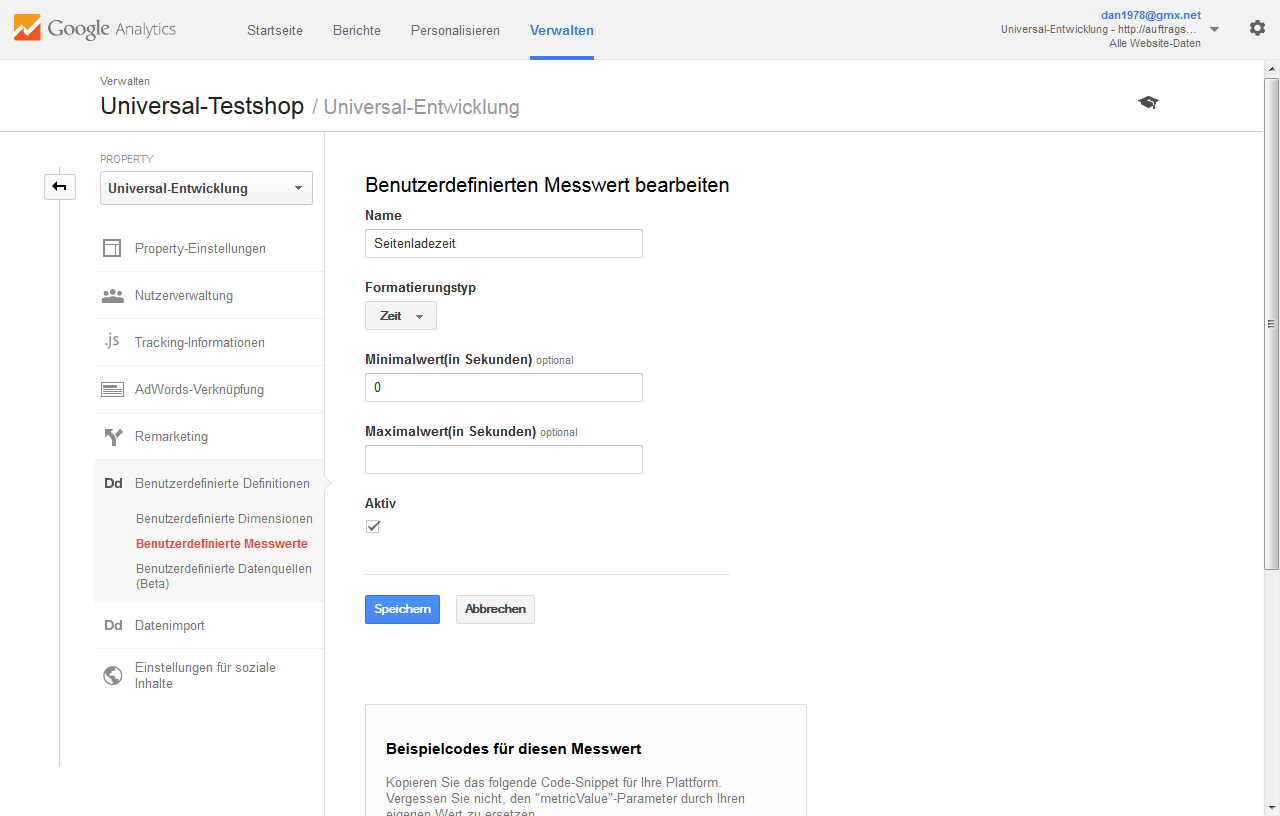 Google Analytics
Startseite
Berichte
Personalisieren
Verwalten
dan1978@gmx.net
Universal-Entwicklung - http://auftrags...
Alle Website-Daten
Verwalten
Universal-Testshop / Universal-Entwicklung
PROPERTY
Universal-Entwicklung
Property-Einstellungen
Nutzerverwaltung
.js Tracking-Informationen
AdWords-Verknüpfung
Remarketing
Dd Benutzerdefinierte Definitionen
Benutzerdefinierte Dimensionen
Benutzerdefinierte Messwerte
Benutzerdefinierte Datenquellen
(Beta)
Dd Datenimport
Einstellungen für soziale
Inhalte
Benutzerdefinierten Messwert bearbeiten
Name
Seitenladezeit
Formatierungstyp
Zeit
Minimalwert(in Sekunden) optional
0
Maximalwert(in Sekunden) optional
Aktiv
Speichern
Abbrechen
Beispielcodes für diesen Messwert
Kopieren Sie das folgende Code-Snippet für Ihre Plattform.
Vergessen Sie nicht, den "metricValue"-Parameter durch Ihren
eigenen Wert zu ersetzen.